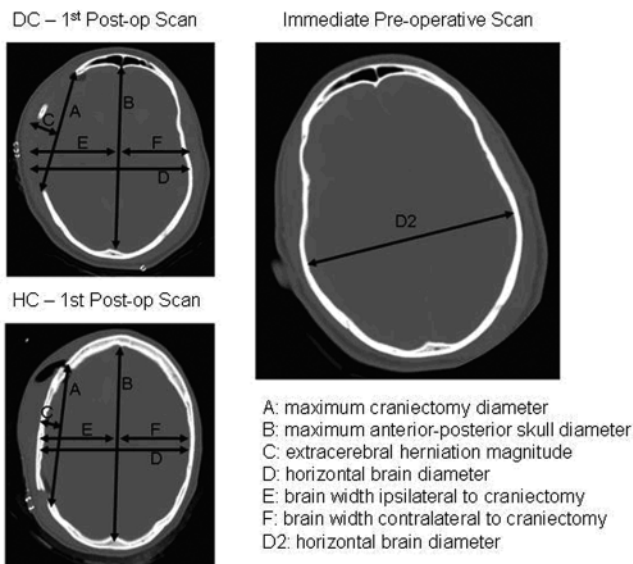 DC – 1st Post-op Scan
Immediate Pre-operative Scan
A
B
C
E
F
D
D2
HC – 1st Post-op Scan
A
B
C
E
F
D
A: maximum craniectomy diameter
B: maximum anterior-posterior skull diameter
C: extracerebral herniation magnitude
D: horizontal brain diameter
E: brain width ipsilateral to craniectomy
F: brain width contralateral to craniectomy
D2: horizontal brain diameter